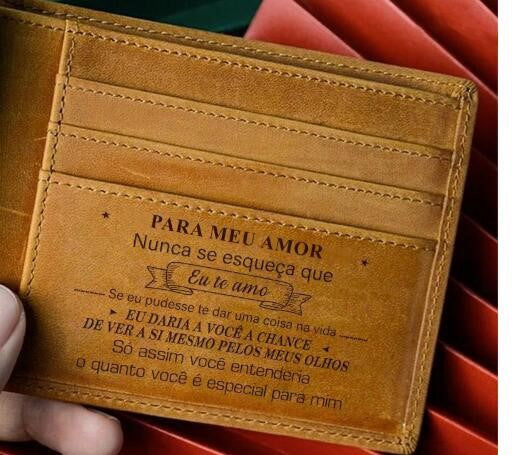 PARA MEU AMOR
Nunca se esqueça que
Eu te amo
Se eu pudesse te dar uma coisa na vida
EU DARIA A VOCÊ A CHANCE
DE VER A SI MESMO PELOS MEUS OLHOS
Só assim você entenderia
o quanto você é especial para mim